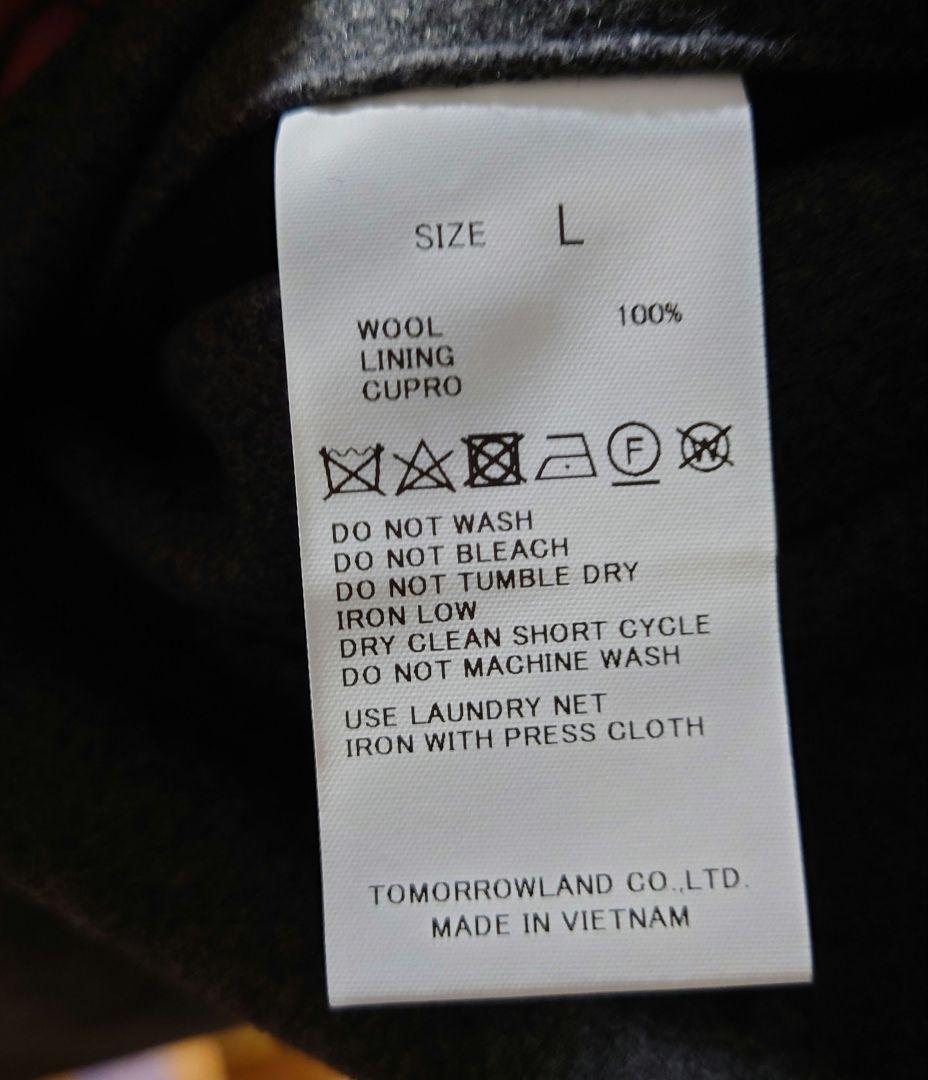 SIZE L
WOOL 100%
LINING
CUPRO
F W
DO NOT WASH
DO NOT BLEACH
DO NOT TUMBLE DRY
IRON LOW
DRY CLEAN SHORT CYCLE
DO NOT MACHINE WASH
USE LAUNDRY NET
IRON WITH PRESS CLOTH
TOMORROWLAND CO.,LTD.
MADE IN VIETNAM